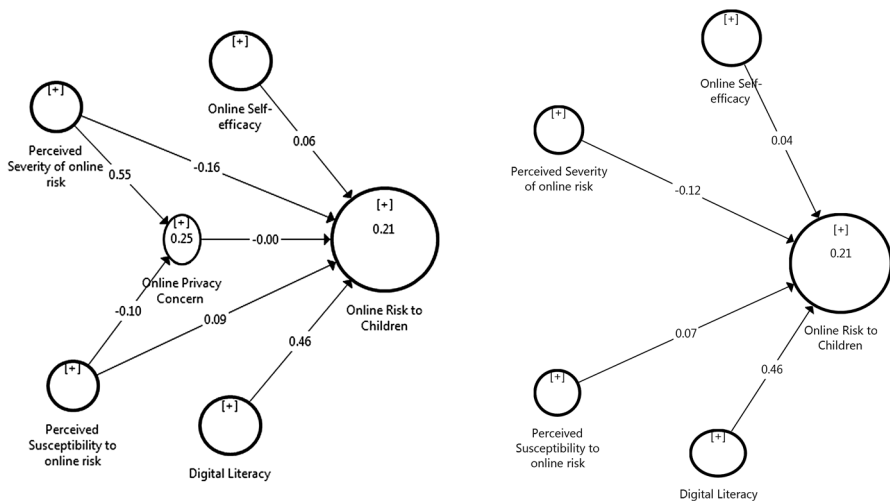 [+]
Online Self-
efficacy
[+]
Perceived
Severity of online
risk
0.06
-0.16
0.55
[+]
0.25
-0.00
Online Privacy
Concern
[+]
0.21
Online Risk to
Children
-0.10
0.09
0.46
[+]
Perceived
Susceptibility to
online risk
[+]
Digital Literacy
[+]
Online Self-
efficacy
[+]
Perceived Severity
of online risk
0.04
-0.12
[+]
0.21
Online Risk to
Children
0.07
0.46
[+]
Perceived
Susceptibility to
online risk
[+]
Digital Literacy